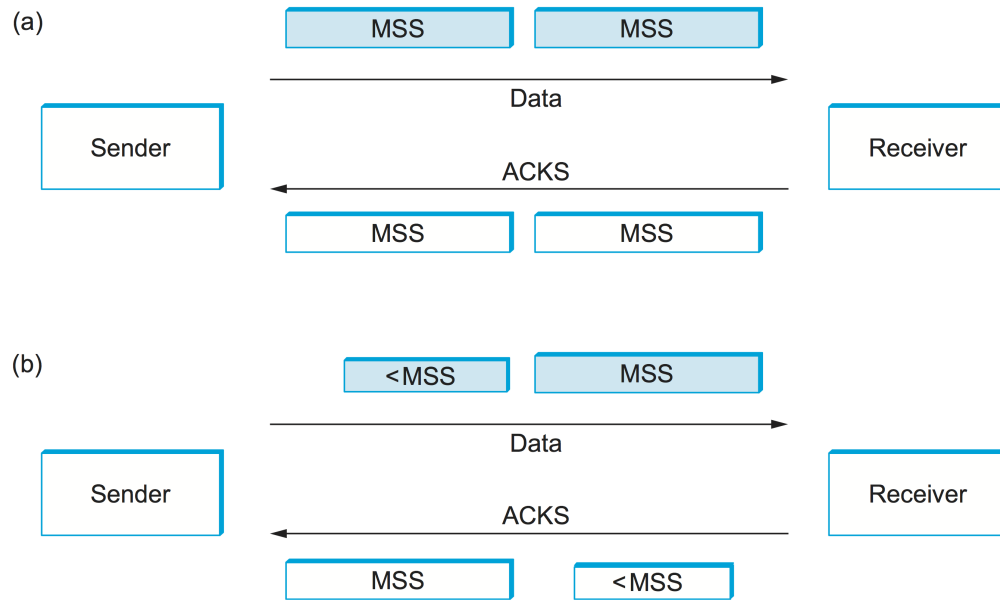 (a)
MSS MSS
Data
Sender Receiver
ACKS
MSS MSS
(b)
<MSS MSS
Data
Sender Receiver
ACKS
MSS <MSS